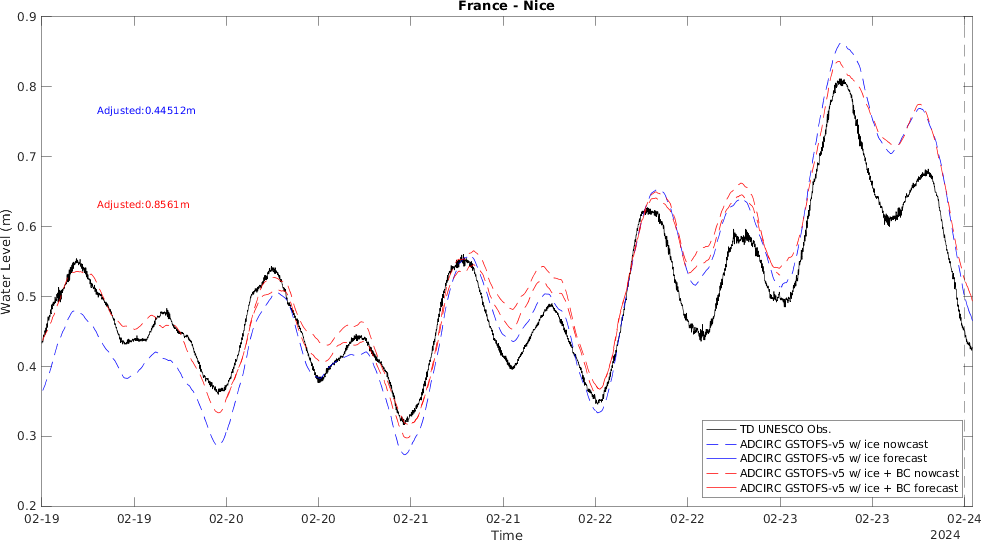 France - Nice
0.9
0.8
0.7
0.6
0.5
0.4
0.3
0.2
Water Level (m)
Adjusted:0.44512m
Adjusted:0.8561m
TD UNESCO Obs.
ADCIRC GSTOFS-v5 w/ ice nowcast
ADCIRC GSTOFS-v5 w/ ice forecast
ADCIRC GSTOFS-v5 w/ ice + BC nowcast
ADCIRC GSTOFS-v5 w/ ice + BC forecast
02-19 02-19 02-20 02-20 02-21 02-21 02-22 02-22 02-23 02-23 02-24
Time
2024